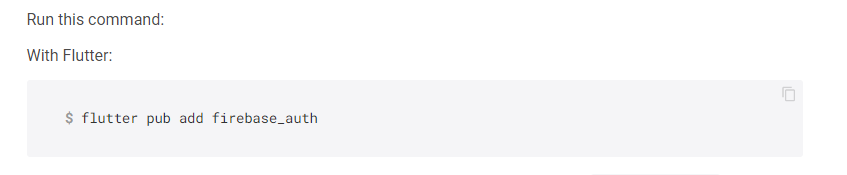 Run this command:
With Flutter:
$ flutter pub add firebase_auth